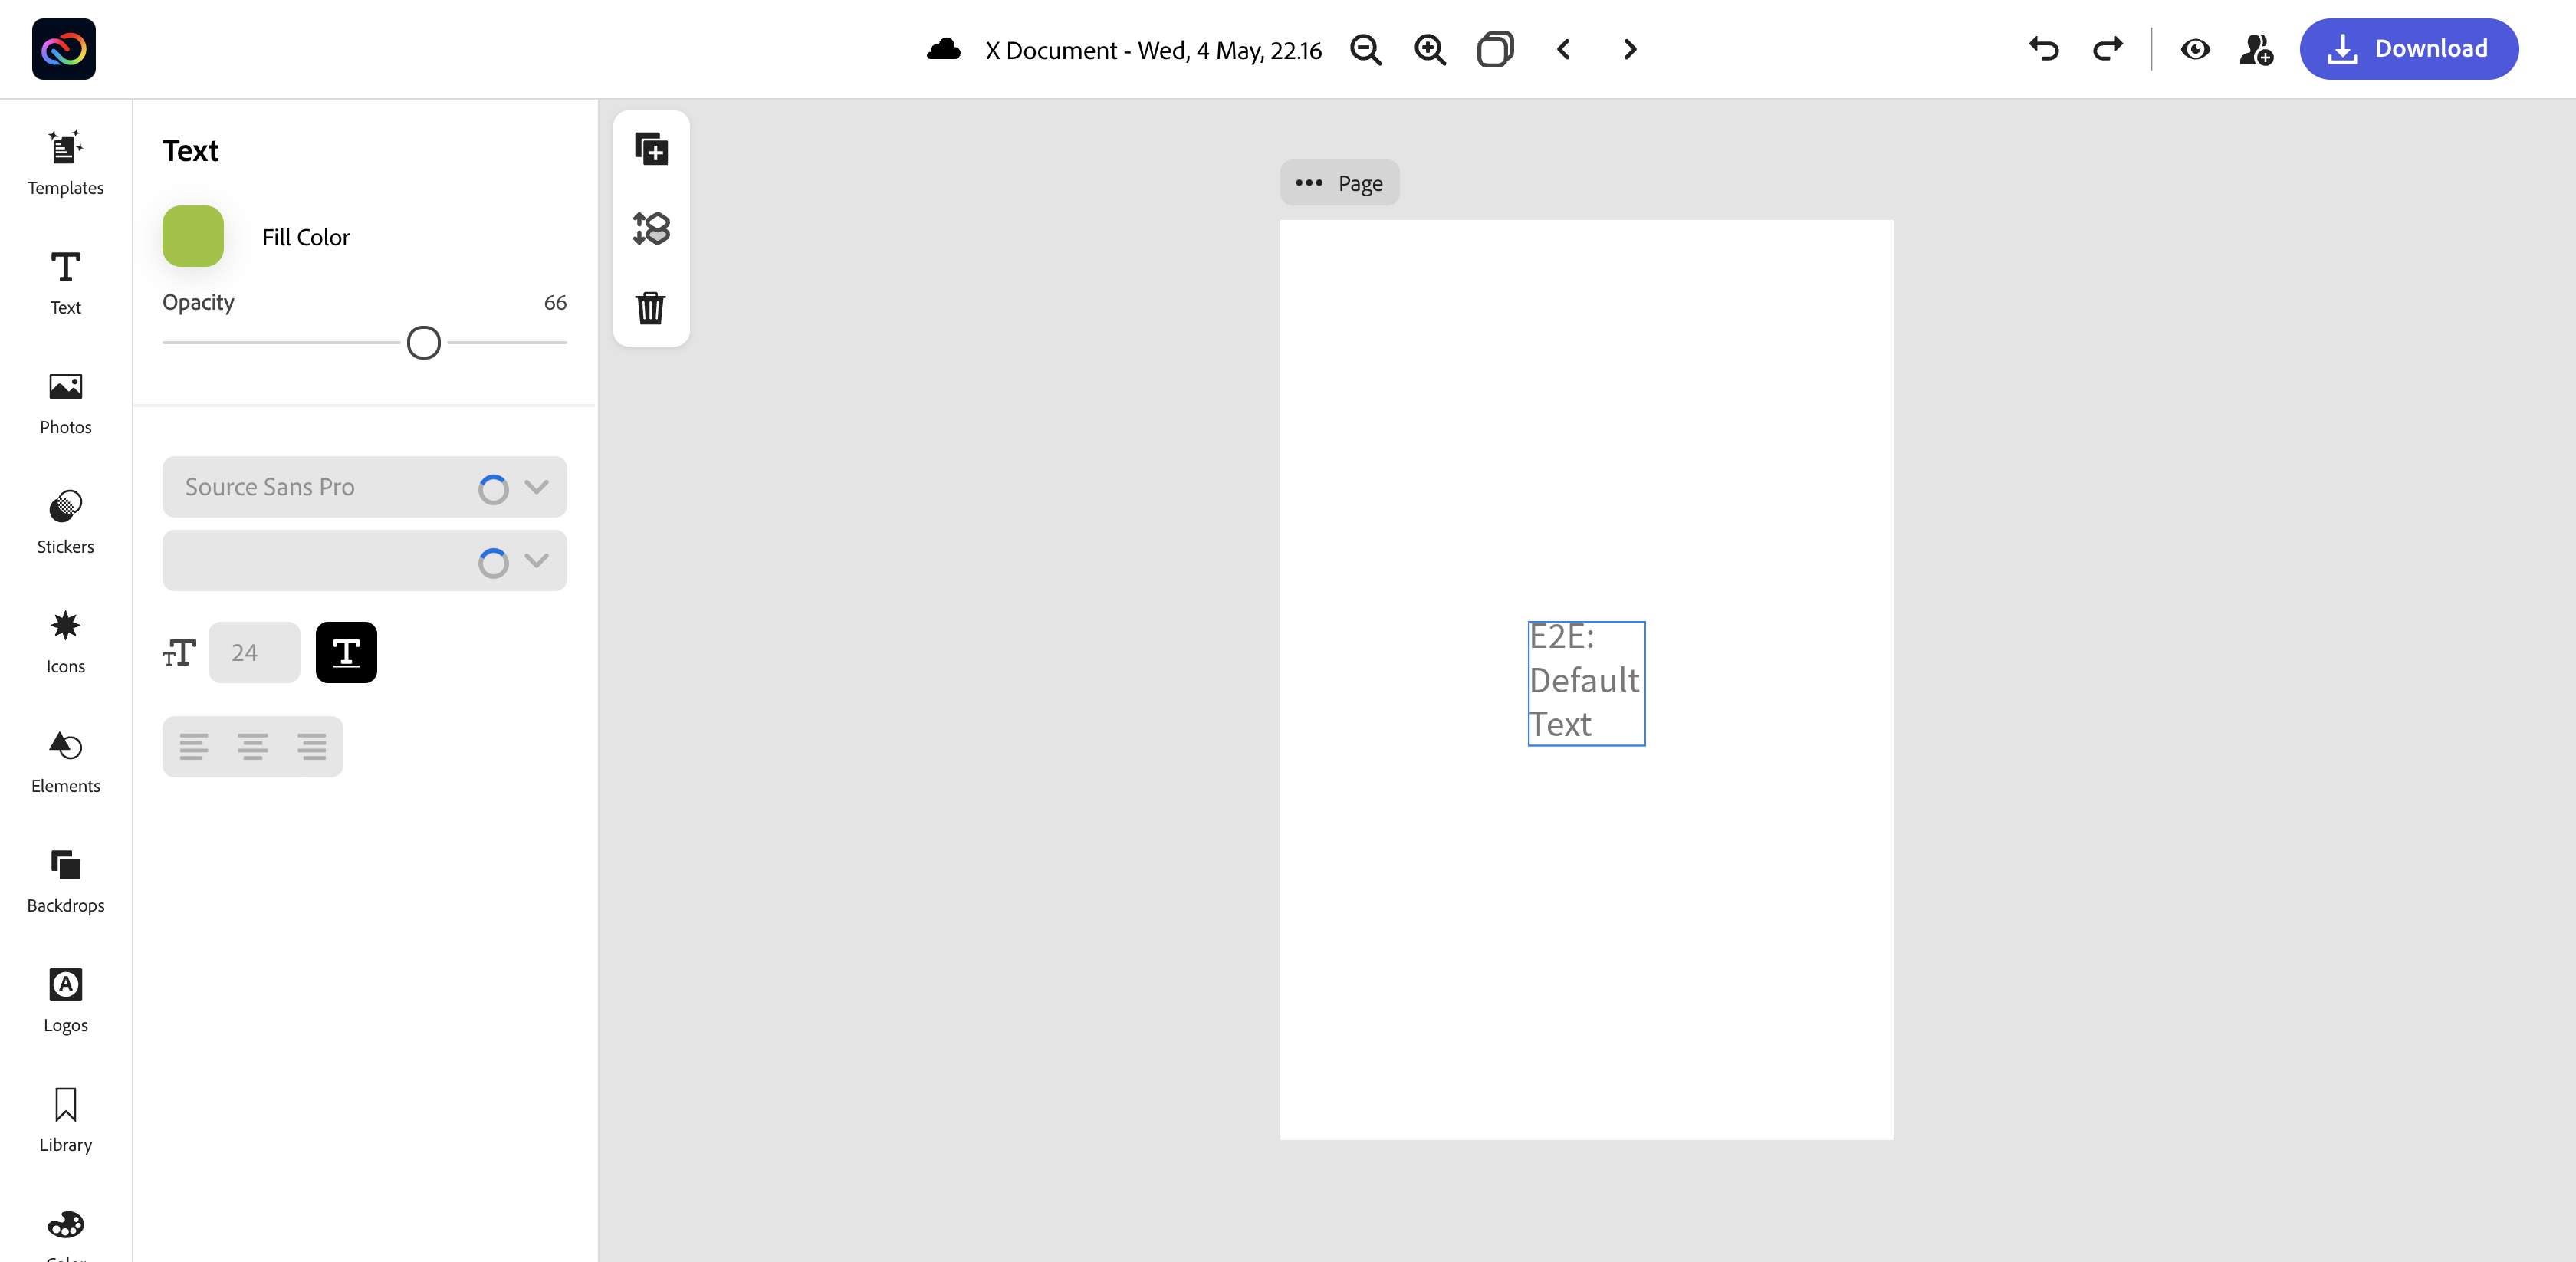 X Document - Wed, 4 May, 22.16
Download
Templates
Text
Photos
Stickers
Icons
Elements
Backdrops
Logos
Library
Text
Fill Color
Opacity 66
Source Sans Pro
24
Page
E2E:
Default
Text